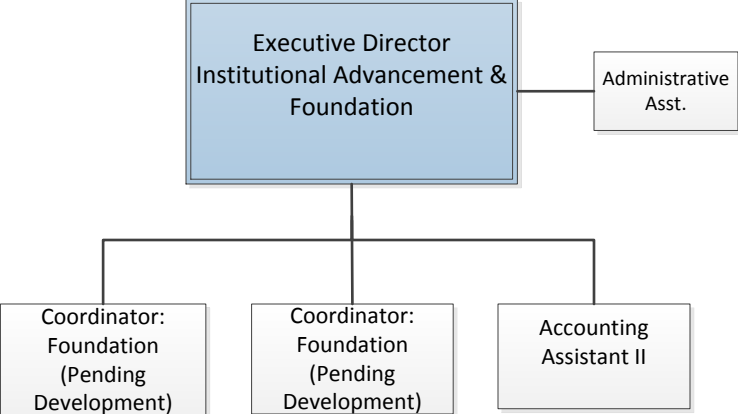 Executive Director
Institutional Advancement &
Foundation
Administrative
Asst.
Coordinator:
Foundation
(Pending
Development)
Coordinator:
Foundation
(Pending
Development)
Accounting
Assistant II